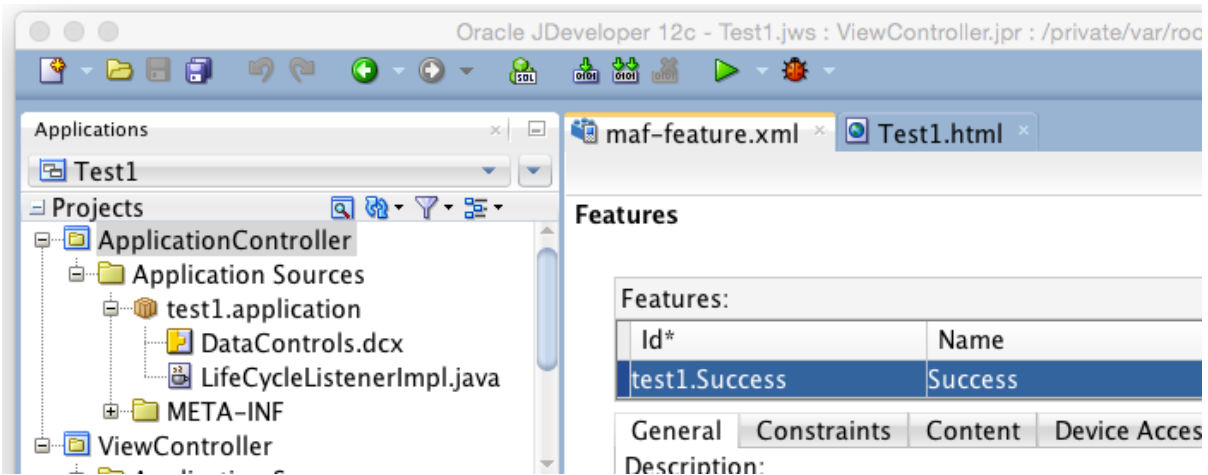 Oracle JDeveloper 12c - Test1.jws : ViewController.jpr : /private/var/roo
SQL
Applications
maf-feature.xml
Test1.html
Test1
Projects
Features
ApplicationController
Application Sources
Features:
test1.application
Id* Name
DataControls.dcx
LifeCycleListenerImpl.java
test1.Success Success
META-INF
General Constraints Content Device Acces
ViewController
Description: